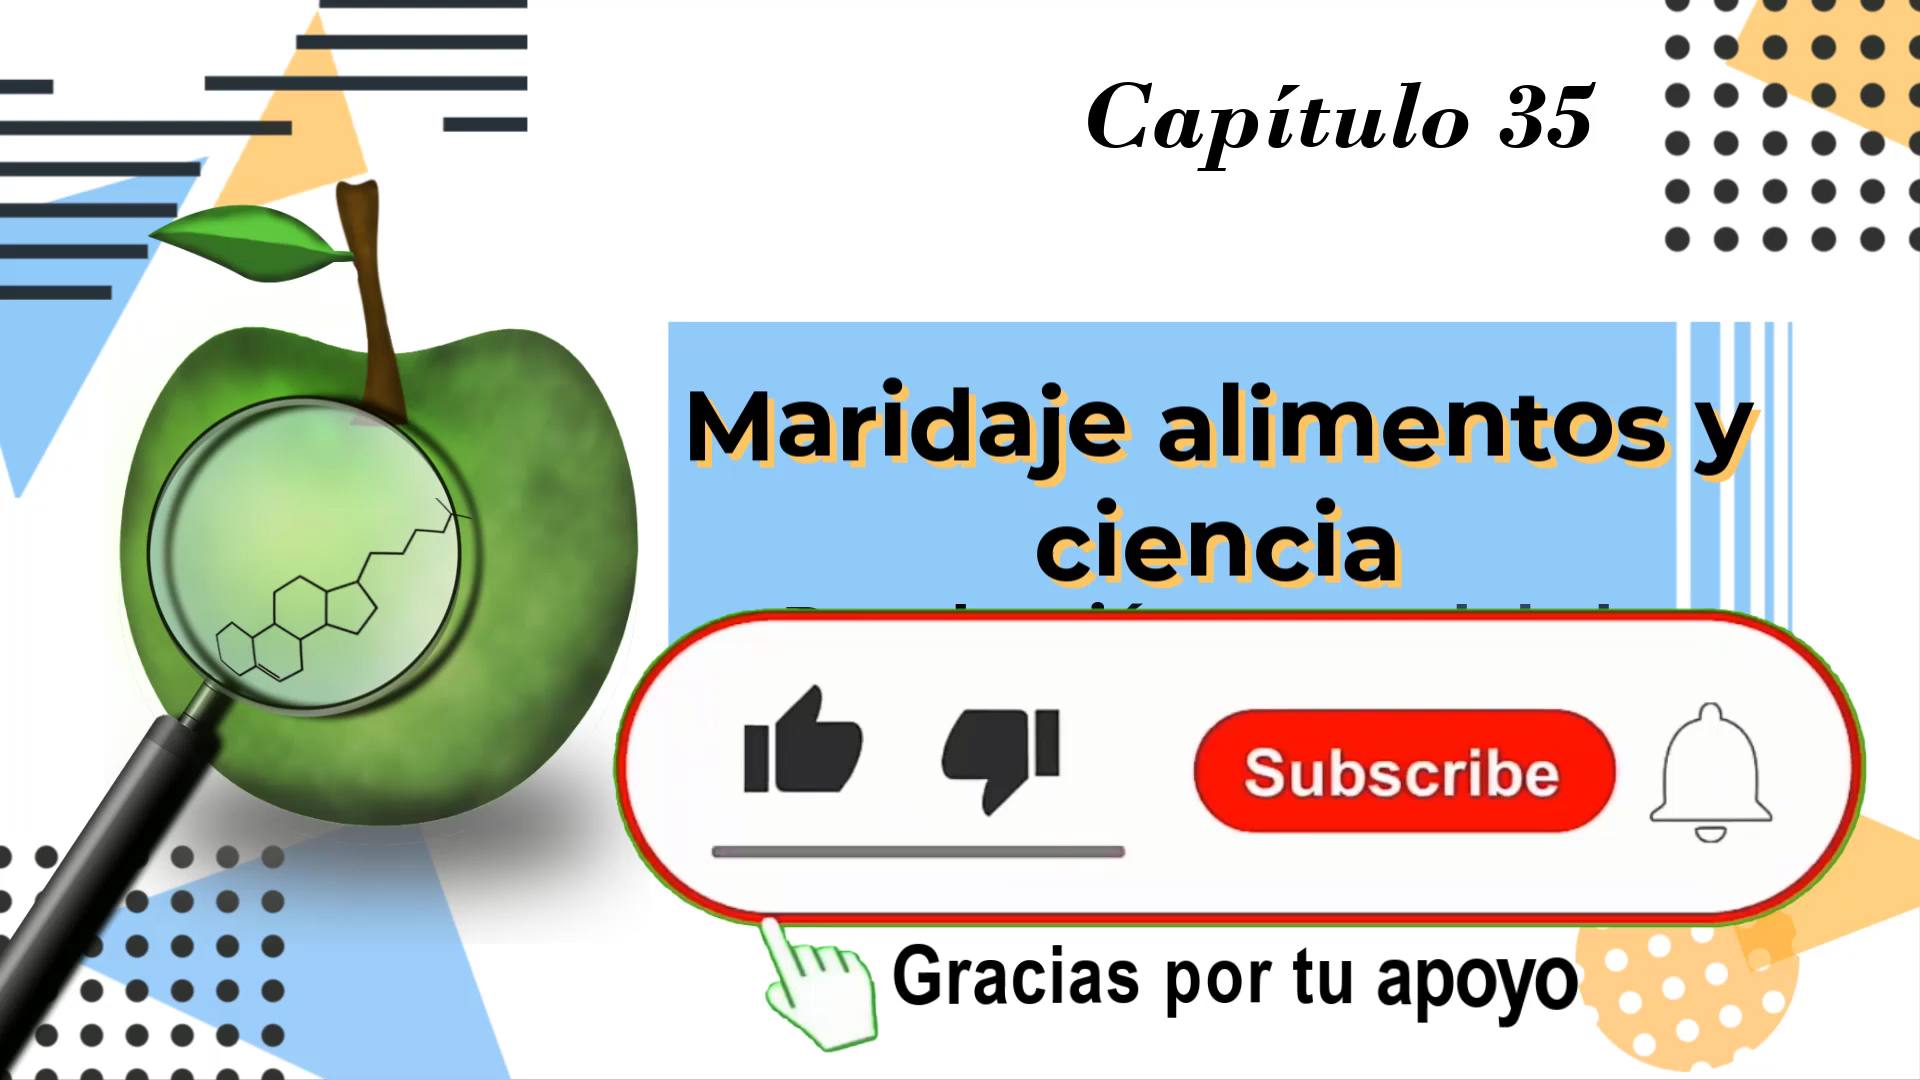 Capítulo 35
Maridaje alimentos y
ciencia
Subscribe
Gracias por tu apoyo